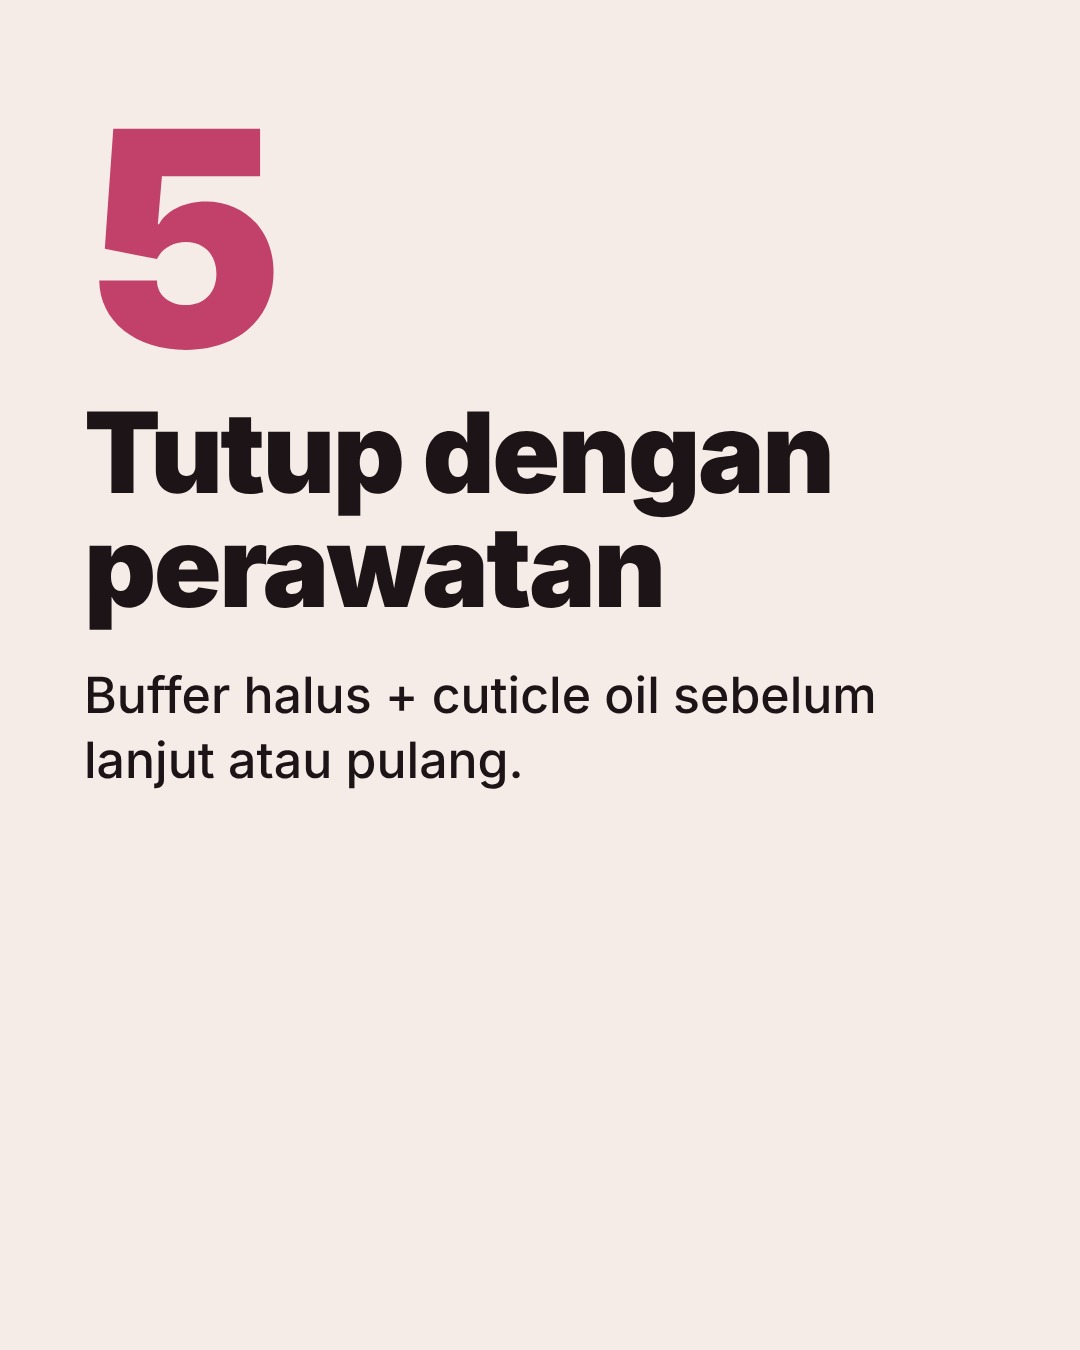 5
Tutup dengan
perawatan
Buffer halus + cuticle oil sebelum
lanjut atau pulang.